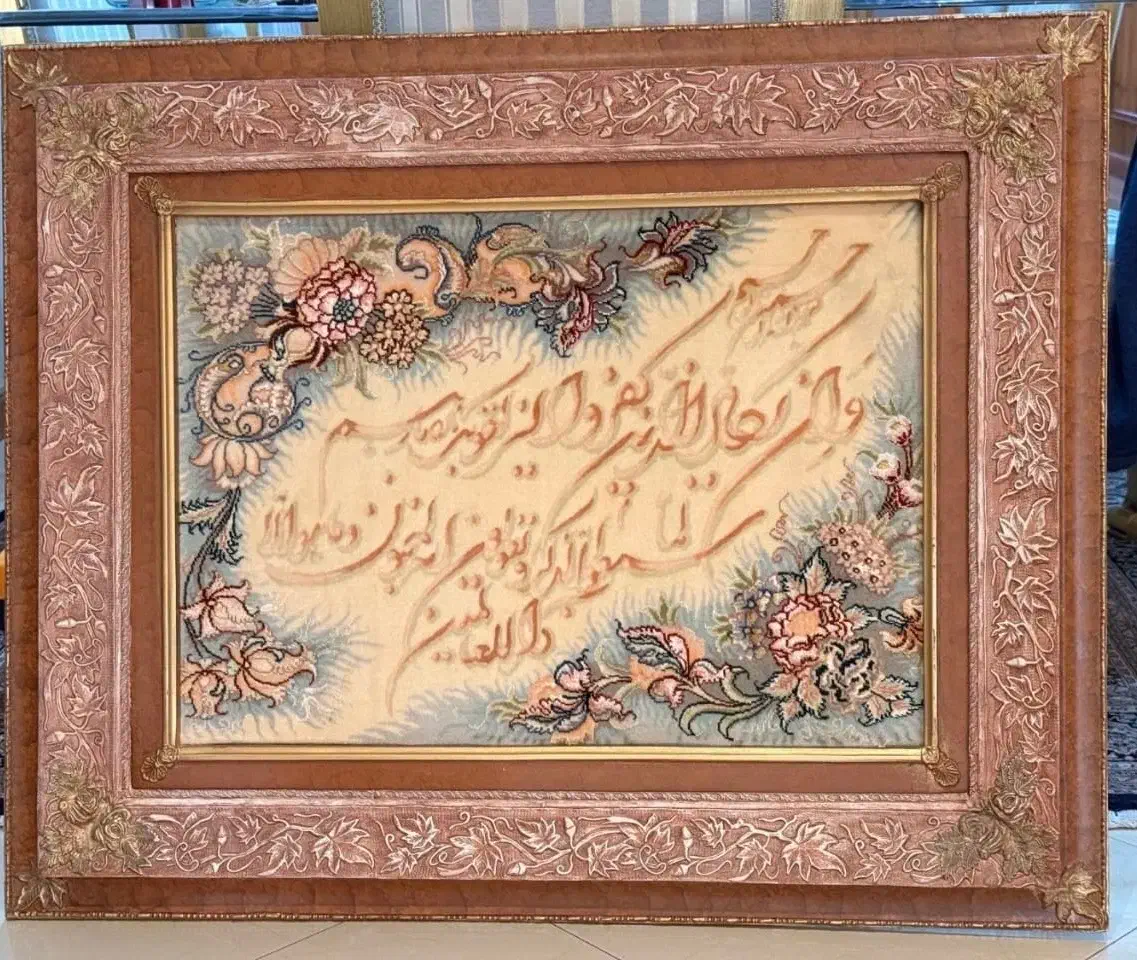 بسم الله الرحمن الرحیم
وان یکاد الذین کفروا لیزلقونک بابصارهم
لما سمعوا الذکر و یقولون انه لمجنون و ما هو الا
ذکر للعالمین